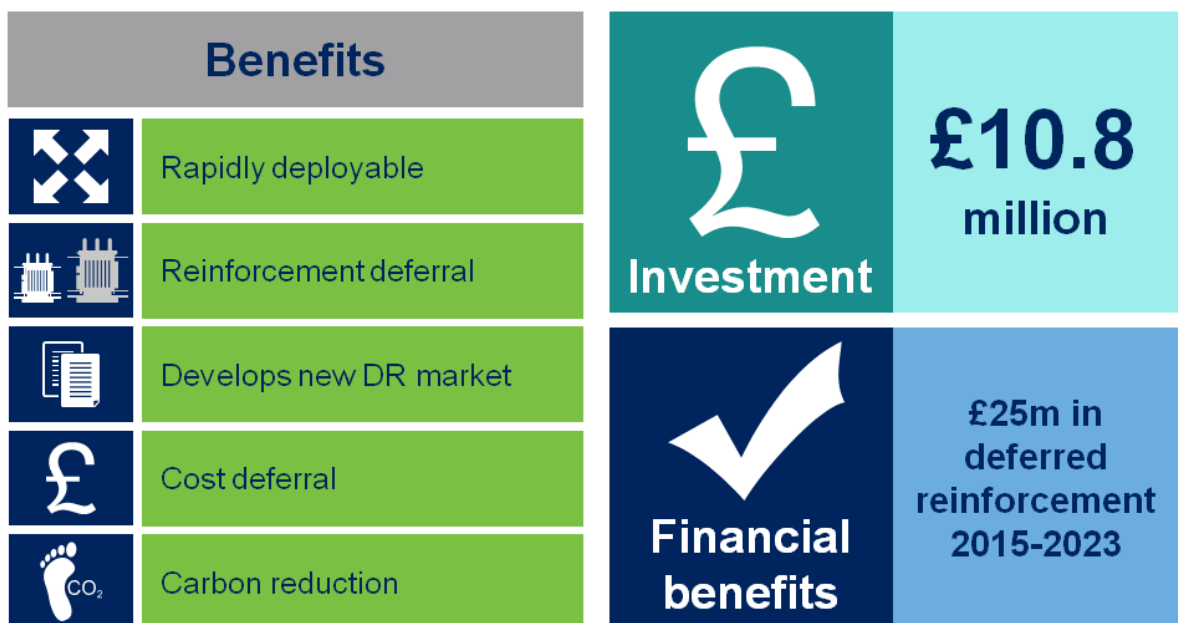 Benefits
Rapidly deployable
Reinforcement deferral
Develops new DR market
£
Cost deferral
CO₂
Carbon reduction
£
Investment
£10.8
million
Financial
benefits
£25m in
deferred
reinforcement
2015-2023